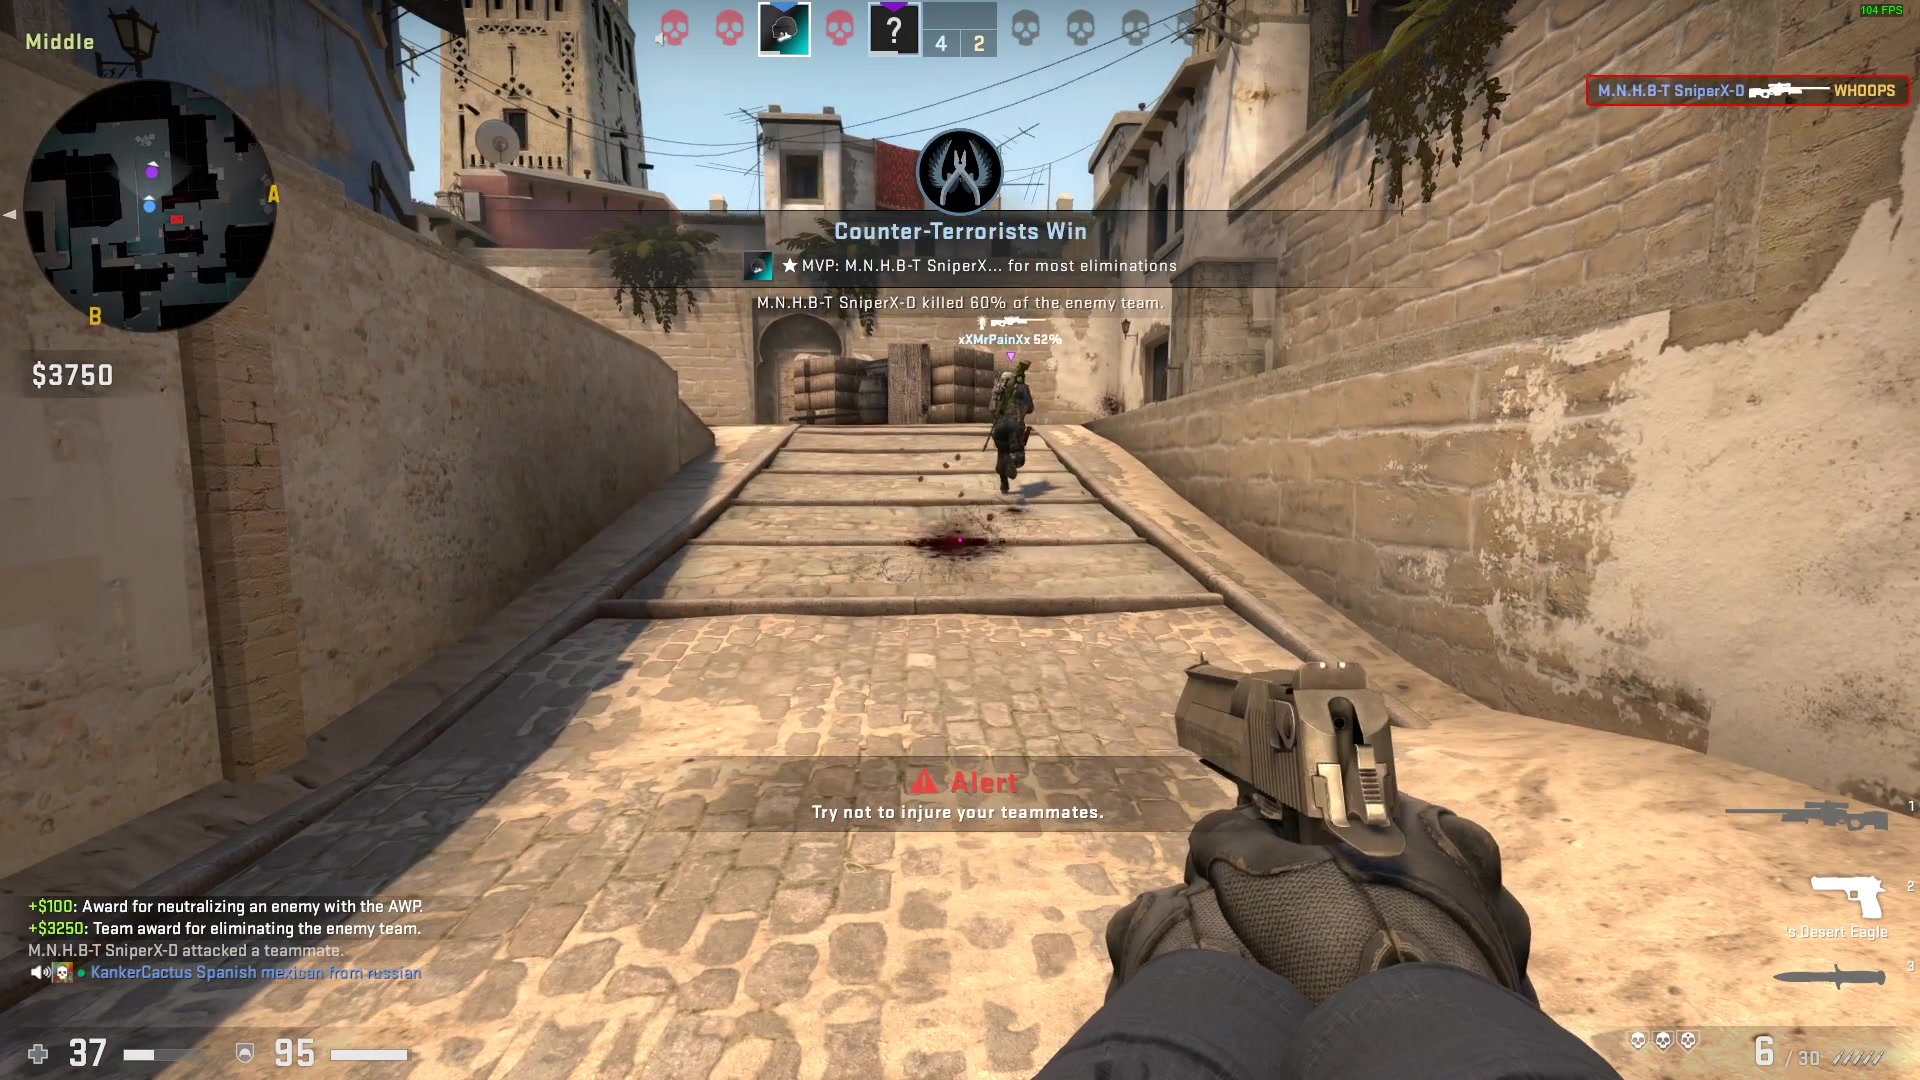 104 FPS
Middle
?
4 2
M.N.H.B-T SniperX-D WHOOPS
A
Counter-Terrorists Win
★ MVP: M.N.H.B-T SniperX... for most eliminations
M.N.H.B-T SniperX-D killed 60% of the enemy team.
B
xXMrPainXx 52%
$3750
Alert
Try not to injure your teammates.
1
2
's Desert Eagle
3
+$100: Award for neutralizing an enemy with the AWP.
+$3250: Team award for eliminating the enemy team.
M.N.H.B-T SniperX-D attacked a teammate.
KankerCactus Spanish mexican from russian
37 95
6 / 30